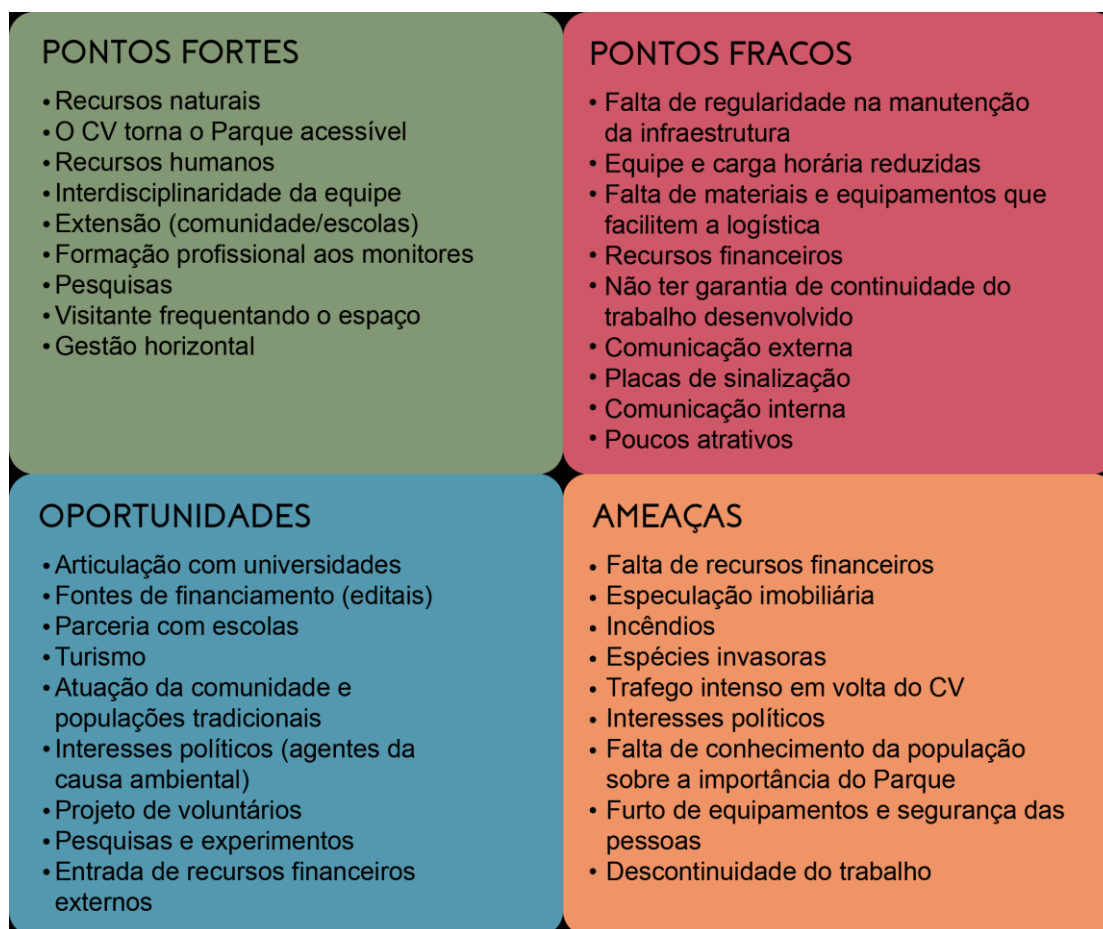 PONTOS FORTES
• Recursos naturais
• O CV torna o Parque acessível
• Recursos humanos
• Interdisciplinaridade da equipe
• Extensão (comunidade/escolas)
• Formação profissional aos monitores
• Pesquisas
• Visitante frequentando o espaço
• Gestão horizontal
PONTOS FRACOS
• Falta de regularidade na manutenção
da infraestrutura
• Equipe e carga horária reduzidas
• Falta de materiais e equipamentos que
facilitem a logística
• Recursos financeiros
• Não ter garantia de continuidade do
trabalho desenvolvido
• Comunicação externa
• Placas de sinalização
• Comunicação interna
• Poucos atrativos
OPORTUNIDADES
• Articulação com universidades
• Fontes de financiamento (editais)
• Parceria com escolas
• Turismo
• Atuação da comunidade e
populações tradicionais
• Interesses políticos (agentes da
causa ambiental)
• Projeto de voluntários
• Pesquisas e experimentos
• Entrada de recursos financeiros
externos
AMEAÇAS
• Falta de recursos financeiros
• Especulação imobiliária
• Incêndios
• Espécies invasoras
• Trafego intenso em volta do CV
• Interesses políticos
• Falta de conhecimento da população
sobre a importância do Parque
• Furto de equipamentos e segurança das
pessoas
• Descontinuidade do trabalho